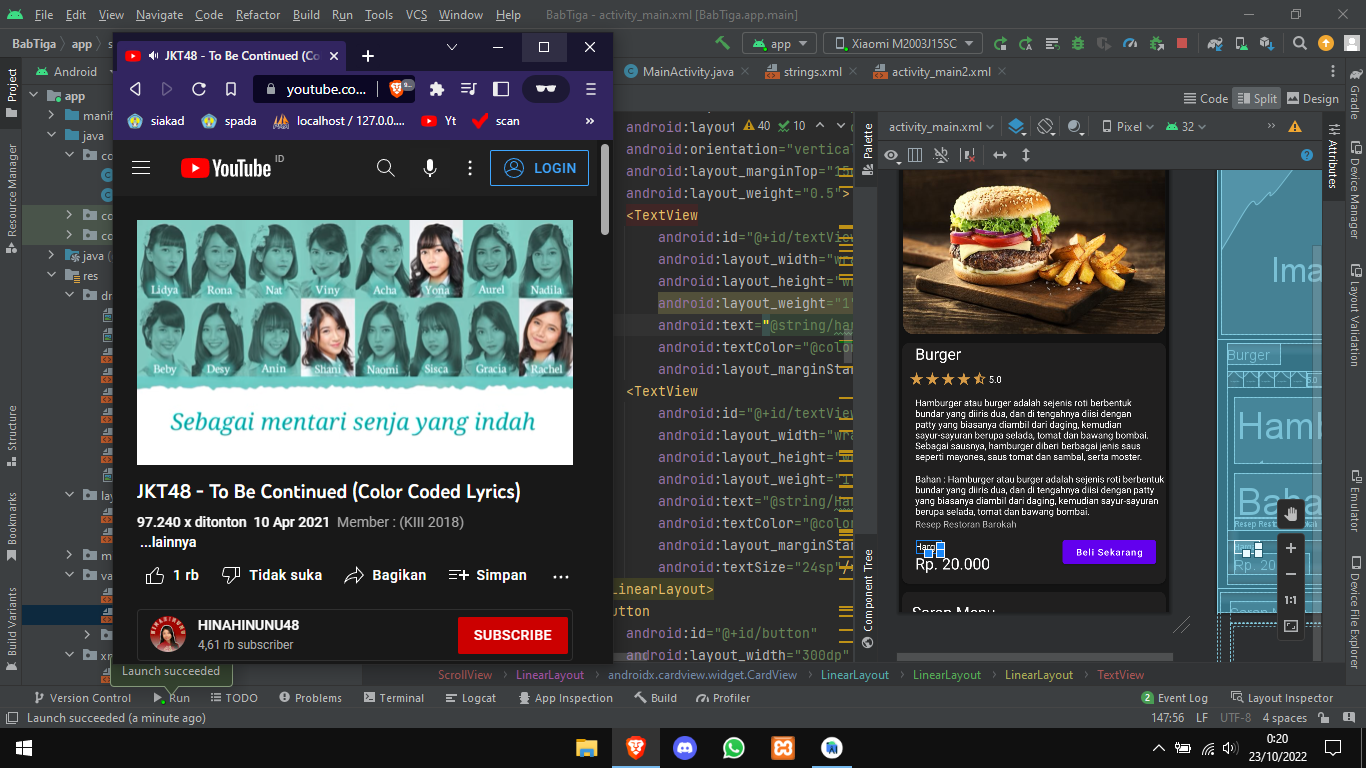 File Edit View Navigate Code Refactor Build Run Tools VCS Window Help BabTiga - activity_main.xml [BabTiga.app.main]
BabTiga app app Xiaomi M2003J15SC
Project
Android
MainActivity.java strings.xml activity_main2.xml
Code Split Design
app
java
res
java
Resource Manager
Structure
Bookmarks
Build Variants
JKT48 - To Be Continued (Co
youtube.co...
siakad spada localhost / 127.0.0.... Yt scan »
YouTube ID
LOGIN
Lidya Rona Nat Viny Acha Yona Aurel Nadila
Beby Desy Anin Shani Naomi Sisca Gracia Rachel
Sebagai mentari senja yang indah
JKT48 - To Be Continued (Color Coded Lyrics)
97.240 x ditonton 10 Apr 2021 Member : (KIII 2018)
...lainnya
1 rb Tidak suka Bagikan Simpan
HINAHINUNU48
4,61 rb subscriber
SUBSCRIBE
android:layout
40 10
android:orientation="vertica
android:layout_marginTop="15
android:layout_weight="0.5">
<TextView
android:id="@+id/textVie
android:layout_width="wr
android:layout_height="w
android:layout_weight="1"
android:text="@string/ha
android:textColor="@colo
android:layout_marginSta
<TextView
android:id="@+id/textVie
android:layout_width="wra
android:layout_height="w
android:layout_weight="1
android:text="@string/Ha
android:textColor="@colo
android:layout_marginSta
android:textSize="24sp"/
LinearLayout>
utton
android:id="@+id/button"
android:layout_width="300dp"
Palette
Component Tree
activity_main.xml Pixel 32 »
Burger
5.0
Hamburger atau burger adalah sejenis roti berbentuk
bundar yang diiris dua, dan di tengahnya diisi dengan
patty yang biasanya diambil dari daging, kemudian
sayur-sayuran berupa selada, tomat dan bawang bombai.
Sebagai sausnya, hamburger diberi berbagai jenis saus
seperti mayones, saus tomat dan sambal, serta moster.
Bahan : Hamburger atau burger adalah sejenis roti berbentuk
bundar yang diiris dua, dan di tengahnya diisi dengan patty
yang biasanya diambil dari daging, kemudian sayur-sayuran
berupa selada, tomat dan bawang bombai.
Resep Restoran Barokah
Rp. 20.000
Beli Sekarang
Saran Menu
Ima
Burger
5.0
Hamb
Baha
Resep Restoran Barokah
Rp. 20.000
1:1
Attributes
Gradle
Device Manager
Layout Validation
Emulator
Device File Explorer
Launch succeeded
ScrollView LinearLayout androidx.cardview.widget.CardView LinearLayout LinearLayout LinearLayout TextView
Version Control Run TODO Problems Terminal Logcat App Inspection Build Profiler 2 Event Log Layout Inspector
Launch succeeded (a minute ago) 147:56 LF UTF-8 4 spaces
0:20
23/10/2022